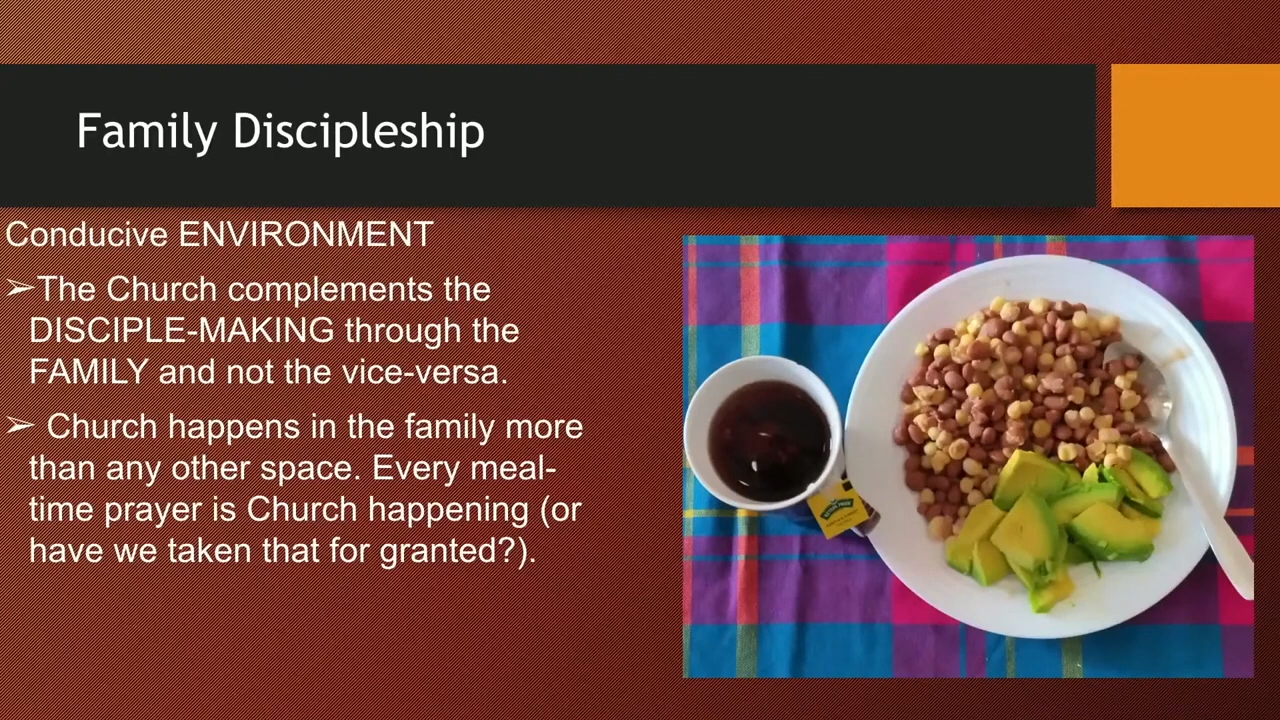 Family Discipleship
Conducive ENVIRONMENT
➢The Church complements the
DISCIPLE-MAKING through the
FAMILY and not the vice-versa.
➢ Church happens in the family more
than any other space. Every meal-
time prayer is Church happening (or
have we taken that for granted?).